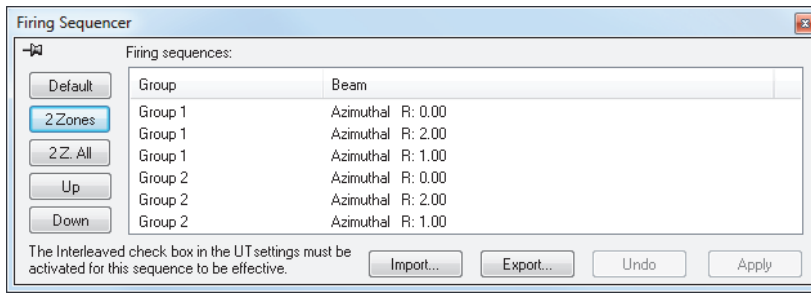 Firing Sequencer
Firing sequences:
Default
2 Zones
2 Z. All
Up
Down
Group Beam
Group 1 Azimuthal R: 0.00
Group 1 Azimuthal R: 2.00
Group 1 Azimuthal R: 1.00
Group 2 Azimuthal R: 0.00
Group 2 Azimuthal R: 2.00
Group 2 Azimuthal R: 1.00
The Interleaved check box in the UT settings must be
activated for this sequence to be effective.
Import... Export... Undo Apply